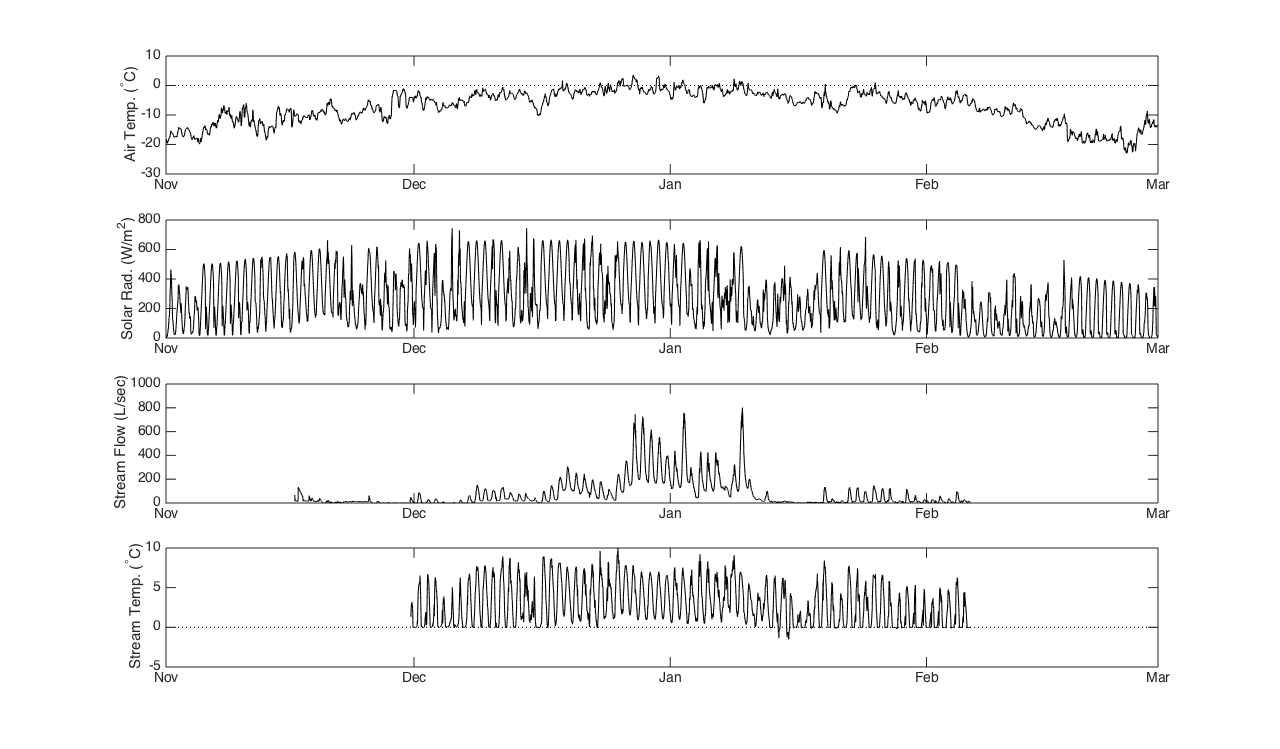 Air Temp. (°C)
10
0
-10
-20
-30
Nov Dec Jan Feb Mar
Solar Rad. (W/m²)
800
600
400
200
0
Nov Dec Jan Feb Mar
Stream Flow (L/sec)
1000
800
600
400
200
0
Nov Dec Jan Feb Mar
Stream Temp. (°C)
10
5
0
-5
Nov Dec Jan Feb Mar